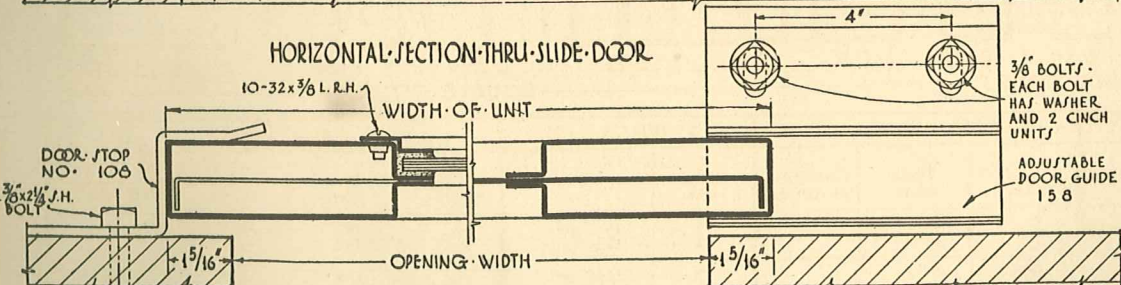 4"
HORIZONTAL·SECTION·THRU·SLIDE·DOOR
10-32 x 3/8 L. R.H.
WIDTH·OF·UNIT
3/8" BOLTS·
EACH BOLT
HAS WASHER
AND 2 CINCH
UNITS
DOOR·STOP
NO. 108
3/8"x2 1/4" S.H.
BOLT
ADJUSTABLE
DOOR GUIDE
158
1 5/16"
OPENING·WIDTH
1 5/16"